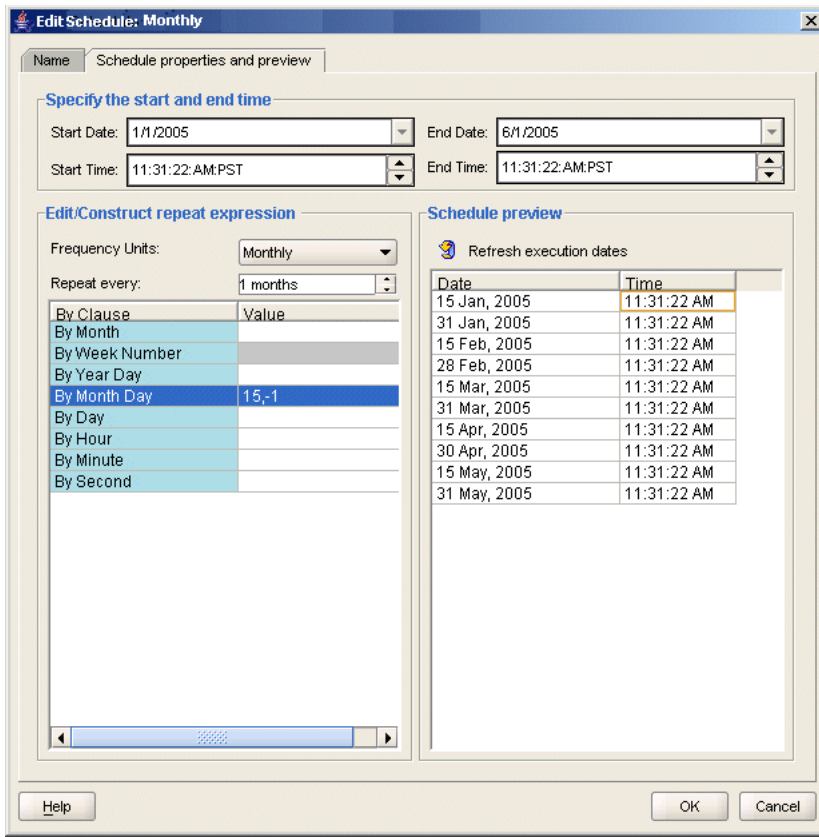 Edit Schedule: Monthly
Name
Schedule properties and preview
Specify the start and end time
Start Date: 1/1/2005
End Date: 6/1/2005
Start Time: 11:31:22:AM:PST
End Time: 11:31:22:AM:PST
Edit/Construct repeat expression
Frequency Units: Monthly
Repeat every: 1 months
By Clause Value
By Month
By Week Number
By Year Day
By Month Day 15,-1
By Day
By Hour
By Minute
By Second
Schedule preview
Refresh execution dates
Date Time
15 Jan, 2005 11:31:22 AM
31 Jan, 2005 11:31:22 AM
15 Feb, 2005 11:31:22 AM
28 Feb, 2005 11:31:22 AM
15 Mar, 2005 11:31:22 AM
31 Mar, 2005 11:31:22 AM
15 Apr, 2005 11:31:22 AM
30 Apr, 2005 11:31:22 AM
15 May, 2005 11:31:22 AM
31 May, 2005 11:31:22 AM
Help
OK
Cancel